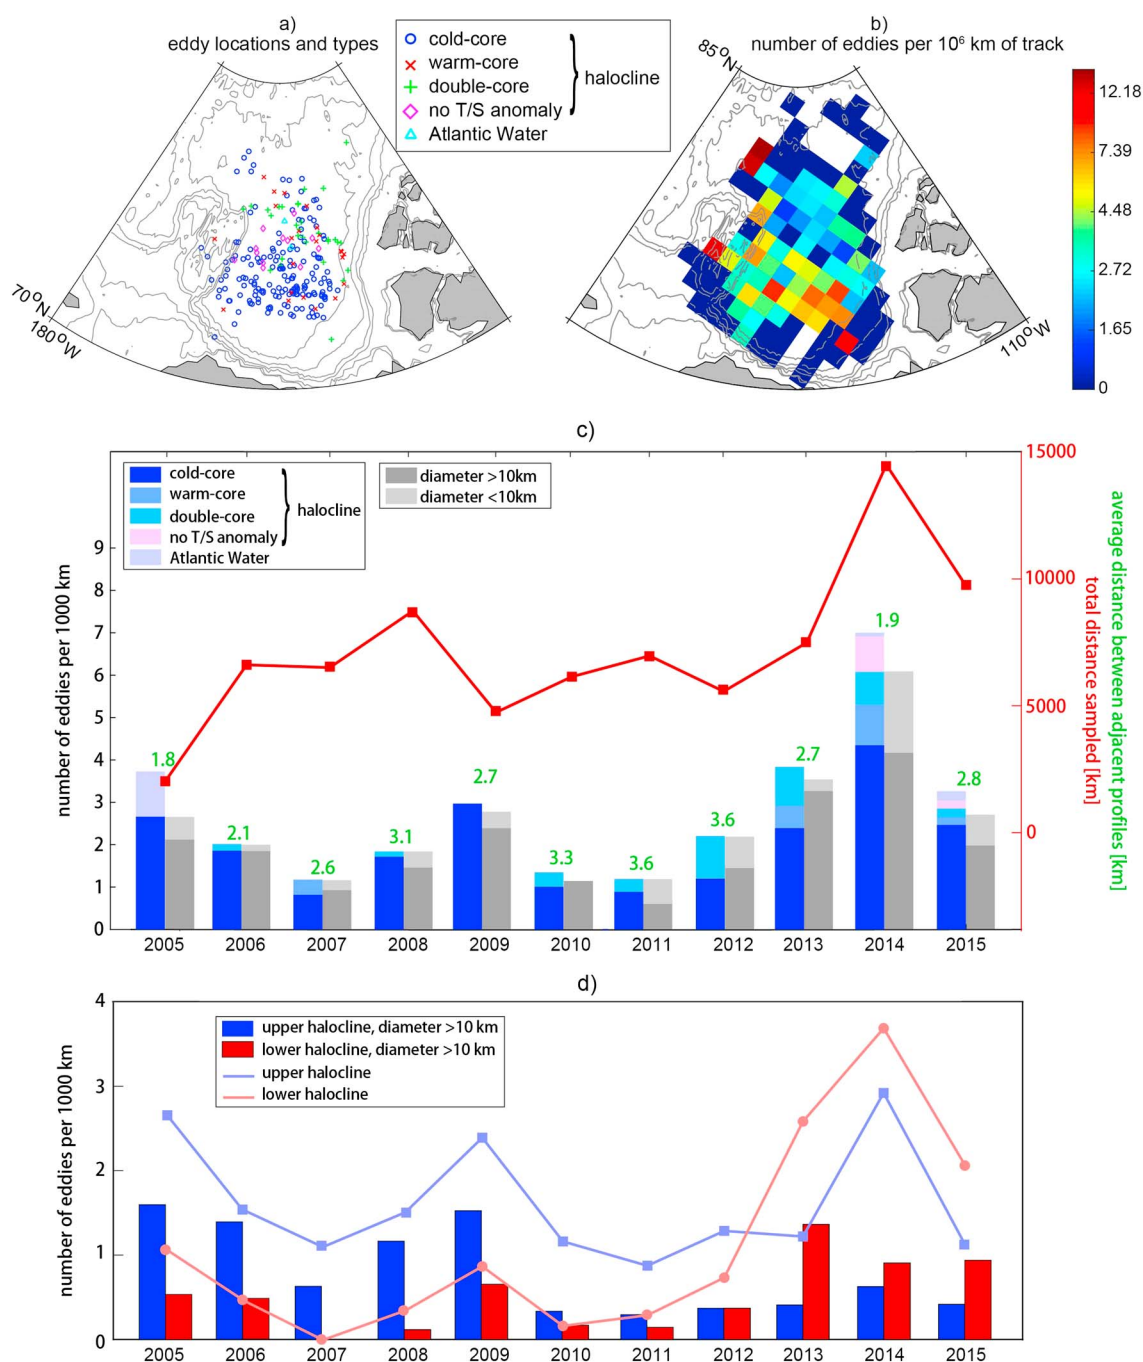 a)
eddy locations and types
cold-core
warm-core
double-core
no T/S anomaly
Atlantic Water
halocline
70°N
180°W
b)
number of eddies per 10⁶ km of track
85°N
110°W
12.18
7.39
4.48
2.72
1.65
0
c)
cold-core
warm-core
double-core
no T/S anomaly
Atlantic Water
halocline
diameter >10km
diameter <10km
number of eddies per 1000 km
9
8
7
6
5
4
3
2
1
0
1.8
2.1
2.6
3.1
2.7
3.3
3.6
3.6
2.7
1.9
2.8
15000
10000
5000
0
total distance sampled [km]
average distance between adjacent profiles [km]
2005 2006 2007 2008 2009 2010 2011 2012 2013 2014 2015
d)
upper halocline, diameter >10 km
lower halocline, diameter >10 km
upper halocline
lower halocline
number of eddies per 1000 km
4
3
2
1
0
2005 2006 2007 2008 2009 2010 2011 2012 2013 2014 2015